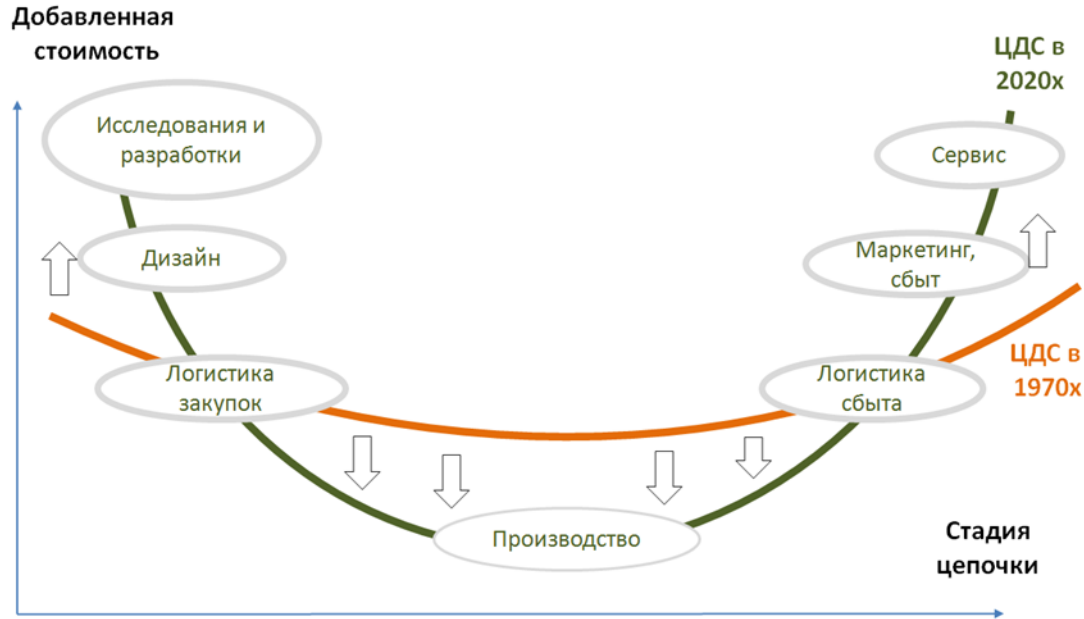 Добавленная
стоимость
ЦДС в
2020х
Исследования и
разработки
Сервис
Дизайн
Маркетинг,
сбыт
Логистика
закупок
Логистика
сбыта
ЦДС в
1970х
Производство
Стадия
цепочки